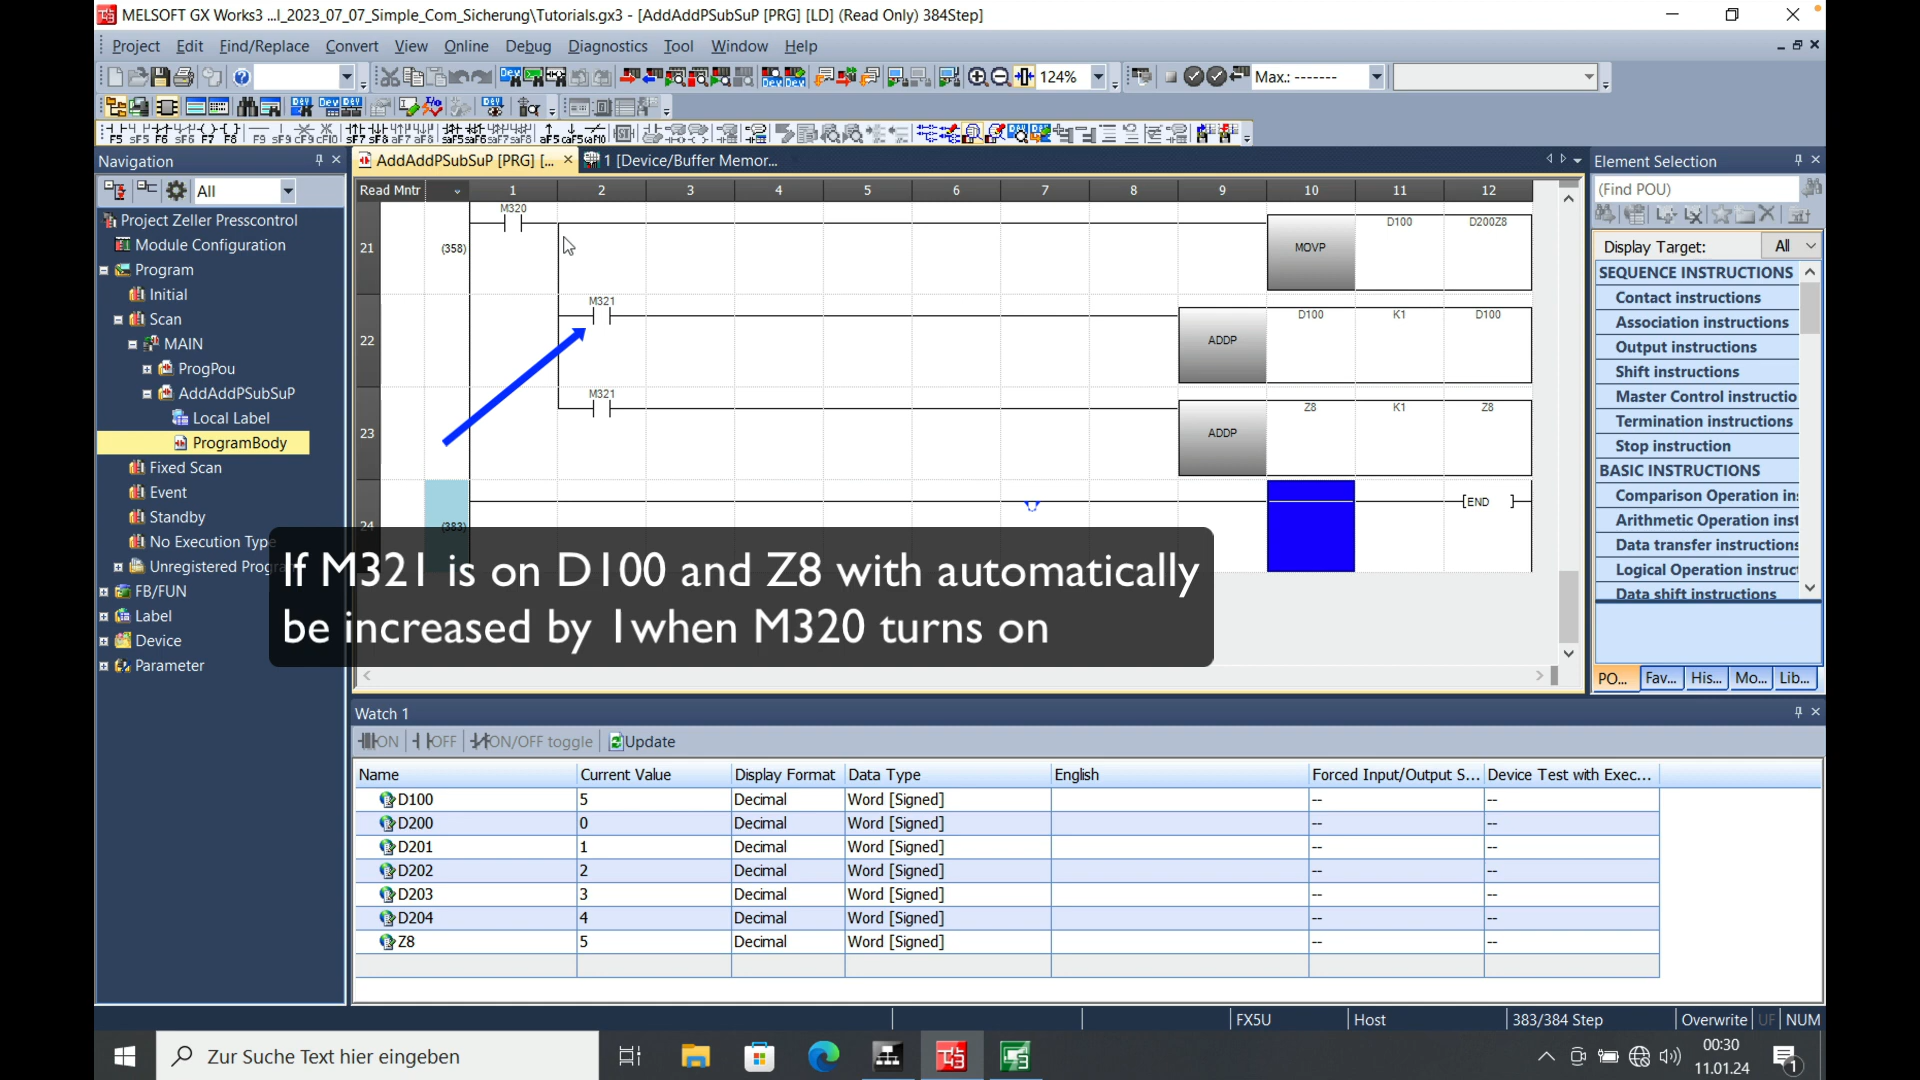 MELSOFT GX Works3 ...l_2023_07_07_Simple_Com_Sicherung\Tutorials.gx3 - [AddAddPSubSuP [PRG] [LD] (Read Only) 384Step]
Project Edit Find/Replace Convert View Online Debug Diagnostics Tool Window Help
124% Max.: -------
Navigation
All
Project Zeller Presscontrol
Module Configuration
Program
Initial
Scan
MAIN
ProgPou
AddAddPSubSuP
Local Label
ProgramBody
Fixed Scan
Event
Standby
No Execution Type
Unregistered Progra
FB/FUN
Label
Device
Parameter
AddAddPSubSuP [PRG] [...
1 [Device/Buffer Memor...
Read Mntr 1 2 3 4 5 6 7 8 9 10 11 12
21 (358) M320 MOVP D100 D200Z8
22 M321 ADDP D100 K1 D100
23 M321 ADDP Z8 K1 Z8
24 (383) [END ]
If M321 is on D100 and Z8 with automatically
be increased by 1when M320 turns on
Element Selection
(Find POU)
Display Target: All
SEQUENCE INSTRUCTIONS
Contact instructions
Association instructions
Output instructions
Shift instructions
Master Control instructio
Termination instructions
Stop instruction
BASIC INSTRUCTIONS
Comparison Operation in
Arithmetic Operation inst
Data transfer instructions
Logical Operation instruc
Data shift instructions
PO... Fav... His... Mo... Lib...
Watch 1
ON OFF ON/OFF toggle Update
Name Current Value Display Format Data Type English Forced Input/Output S... Device Test with Exec...
D100 5 Decimal Word [Signed] -- --
D200 0 Decimal Word [Signed] -- --
D201 1 Decimal Word [Signed] -- --
D202 2 Decimal Word [Signed] -- --
D203 3 Decimal Word [Signed] -- --
D204 4 Decimal Word [Signed] -- --
Z8 5 Decimal Word [Signed] -- --
FX5U Host 383/384 Step Overwrite UF NUM
Zur Suche Text hier eingeben
00:30
11.01.24
1